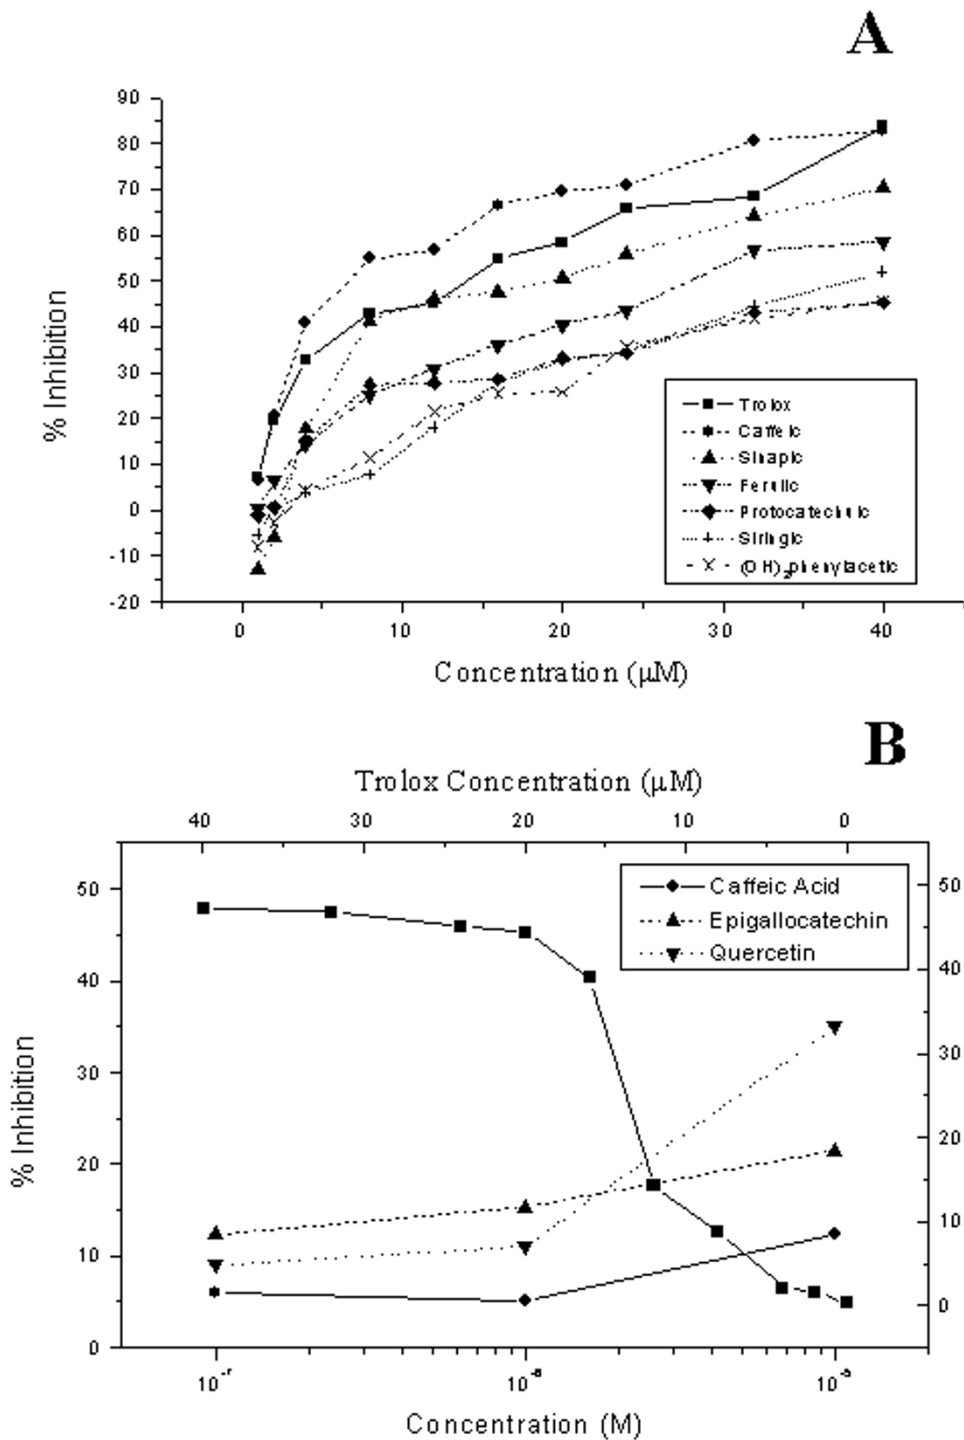 A
90
80
70
60
50
40
30
20
10
0
-10
-20
% Inhibition
Trolox
Caffeic
Sinapic
Ferulic
Protocatechuic
Siringic
(OH)2phenylacetic
0 10 20 30 40
Concentration (μM)
B
Trolox Concentration (μM)
40 30 20 10 0
Caffeic Acid
Epigallocatechin
Quercetin
50
40
30
20
10
0
% Inhibition
50
40
30
20
10
0
10-7 10-6 10-5
Concentration (M)